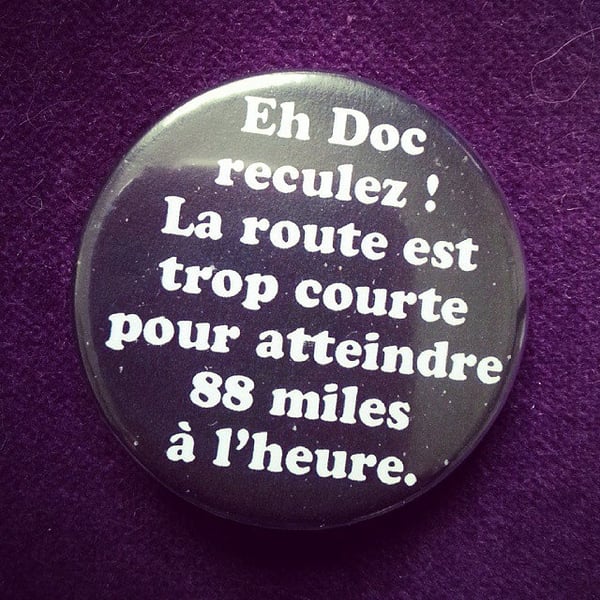 Eh Doc
reculez !
La route est
trop courte
pour atteindre
88 miles
à l'heure.